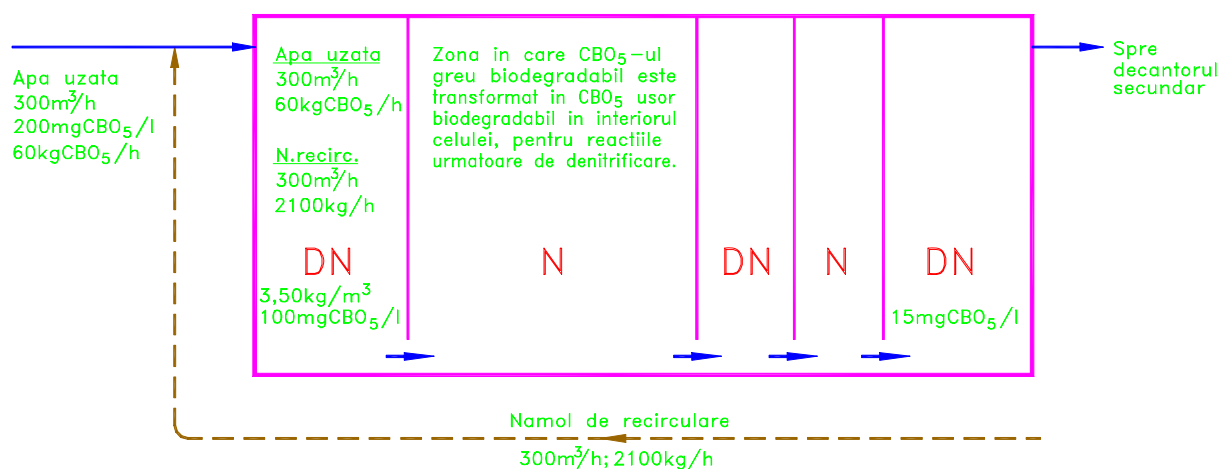 Apa uzata
300m³/h
200mgCBO₅/l
60kgCBO₅/h
Apa uzata
300m³/h
60kgCBO₅/h
N.recirc.
300m³/h
2100kg/h
DN
3,50kg/m³
100mgCBO₅/l
Zona in care CBO₅-ul
greu biodegradabil este
transformat in CBO₅ usor
biodegradabil in interiorul
celulei, pentru reactiile
urmatoare de denitrificare.
N
DN
N
DN
15mgCBO₅/l
Spre
decantorul
secundar
Namol de recirculare
300m³/h; 2100kg/h